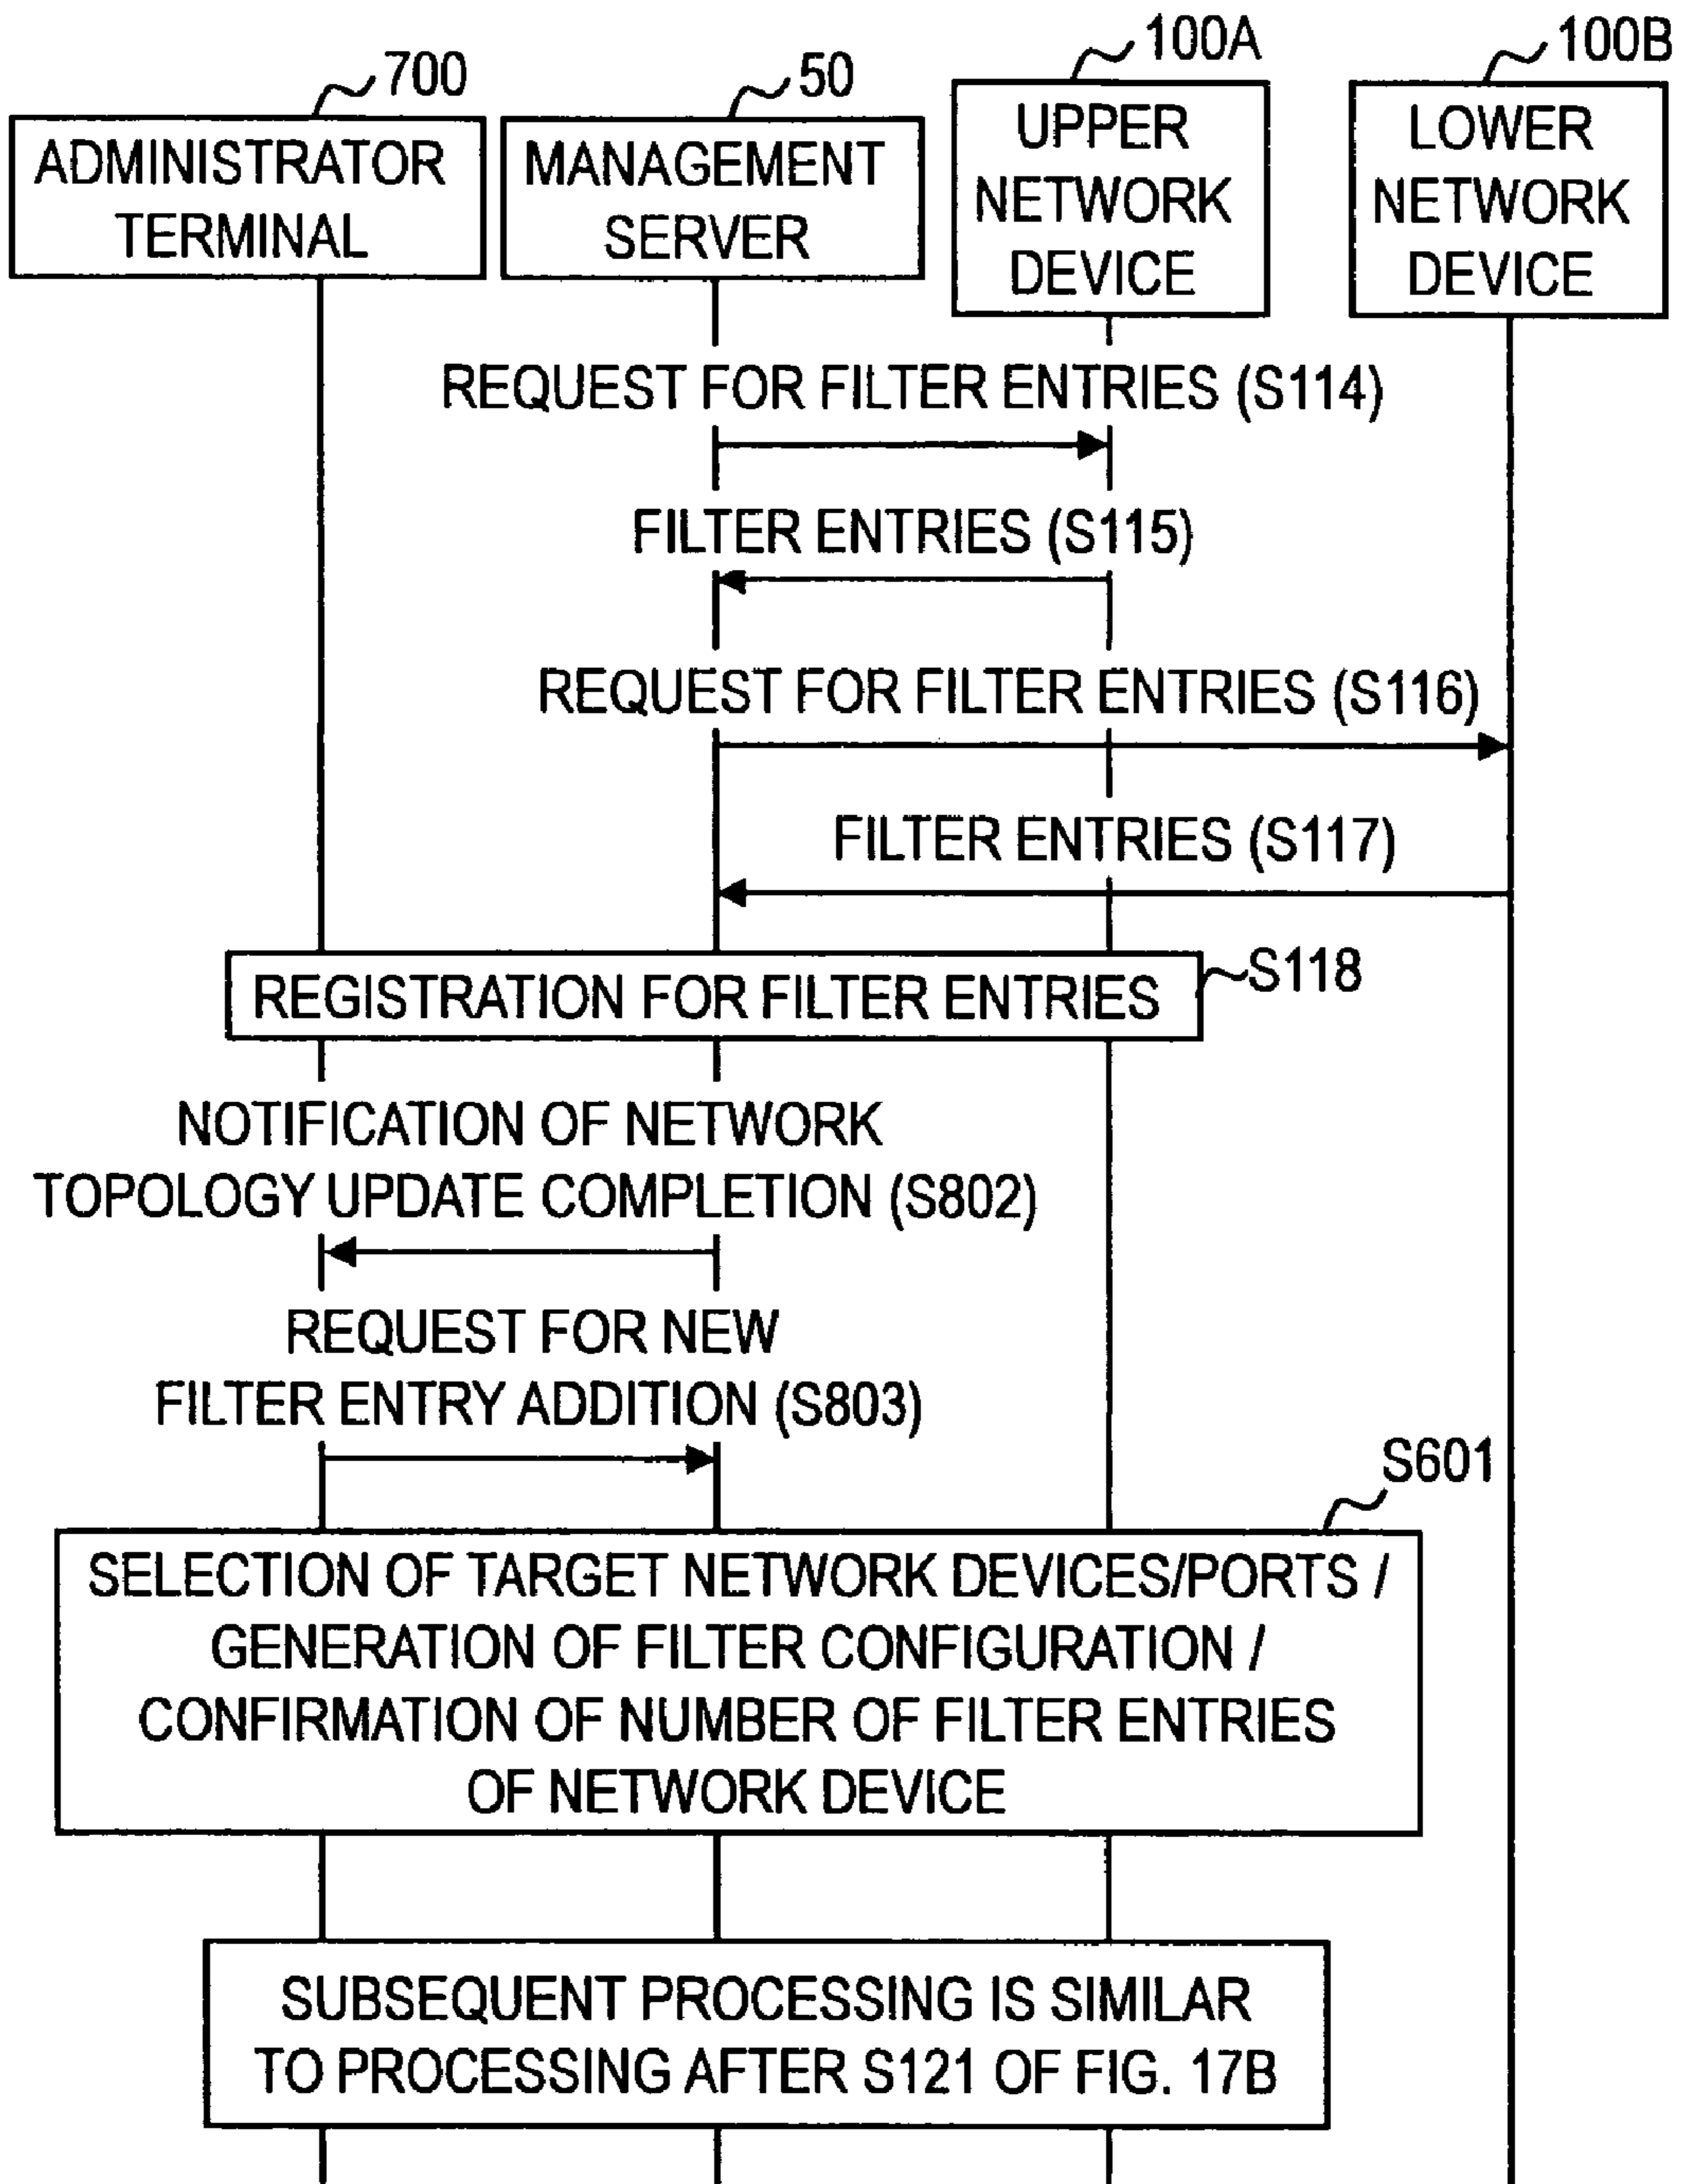 700
50
100A
100B
ADMINISTRATOR
TERMINAL
MANAGEMENT
SERVER
UPPER
NETWORK
DEVICE
LOWER
NETWORK
DEVICE
REQUEST FOR FILTER ENTRIES (S114)
FILTER ENTRIES (S115)
REQUEST FOR FILTER ENTRIES (S116)
FILTER ENTRIES (S117)
REGISTRATION FOR FILTER ENTRIES
S118
NOTIFICATION OF NETWORK
TOPOLOGY UPDATE COMPLETION (S802)
REQUEST FOR NEW
FILTER ENTRY ADDITION (S803)
S601
SELECTION OF TARGET NETWORK DEVICES/PORTS /
GENERATION OF FILTER CONFIGURATION /
CONFIRMATION OF NUMBER OF FILTER ENTRIES
OF NETWORK DEVICE
SUBSEQUENT PROCESSING IS SIMILAR
TO PROCESSING AFTER S121 OF FIG. 17B